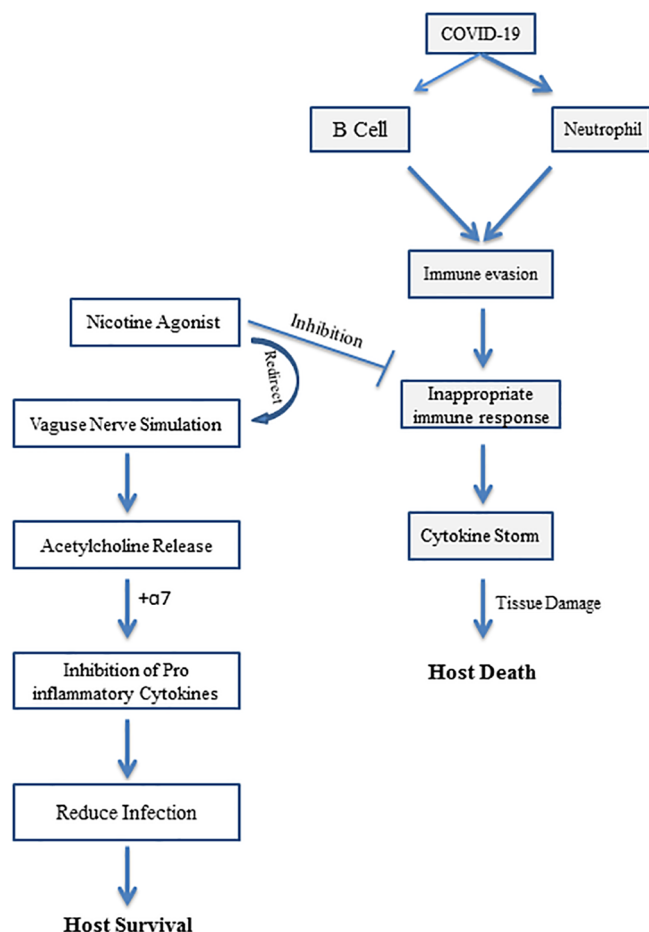 COVID-19
B Cell
Neutrophil
Immune evasion
Nicotine Agonist
Inhibition
Redirect
Inappropriate
immune response
Vaguse Nerve Simulation
Acetylcholine Release
Cytokine Storm
+α7
Tissue Damage
Inhibition of Pro
inflammatory Cytokines
Host Death
Reduce Infection
Host Survival